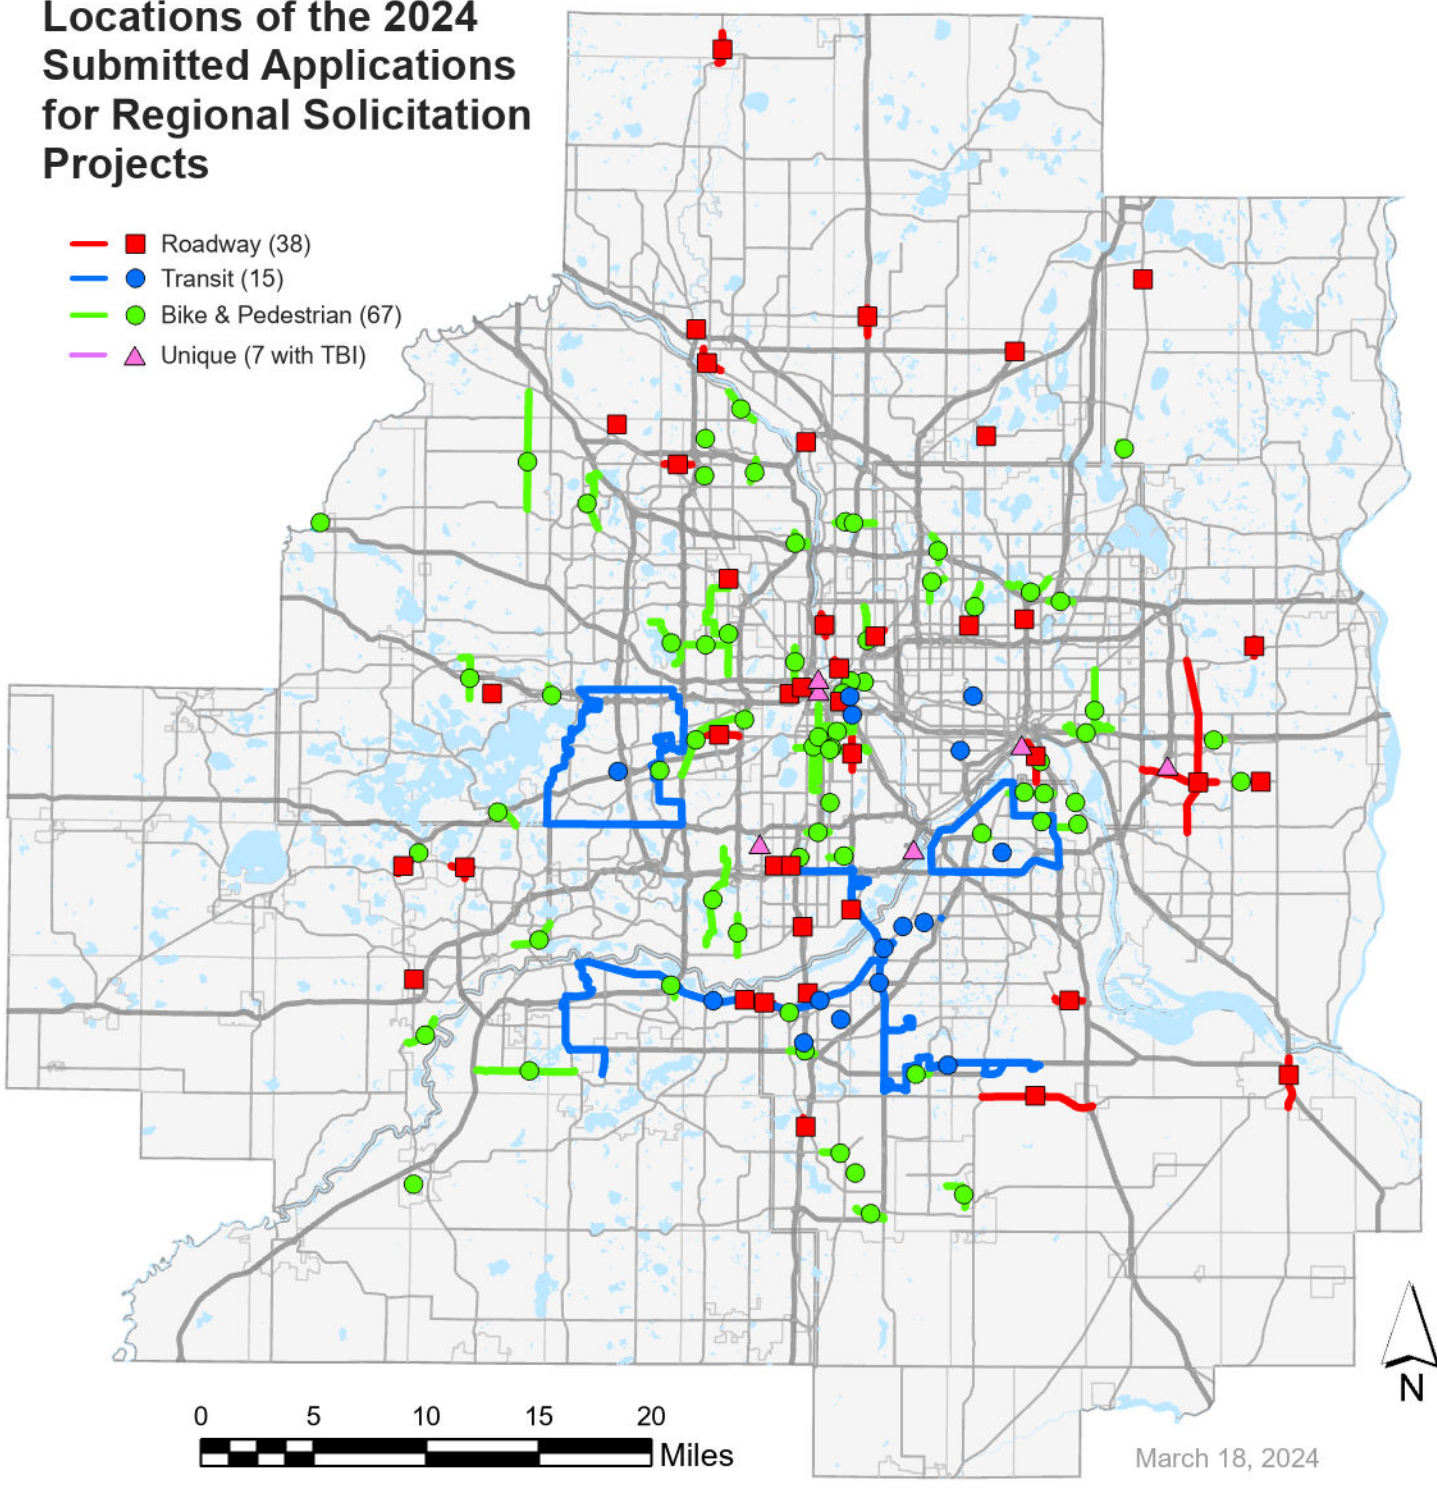 Locations of the 2024
Submitted Applications
for Regional Solicitation
Projects
Roadway (38)
Transit (15)
Bike & Pedestrian (67)
Unique (7 with TBI)
0 5 10 15 20
Miles
N
March 18, 2024